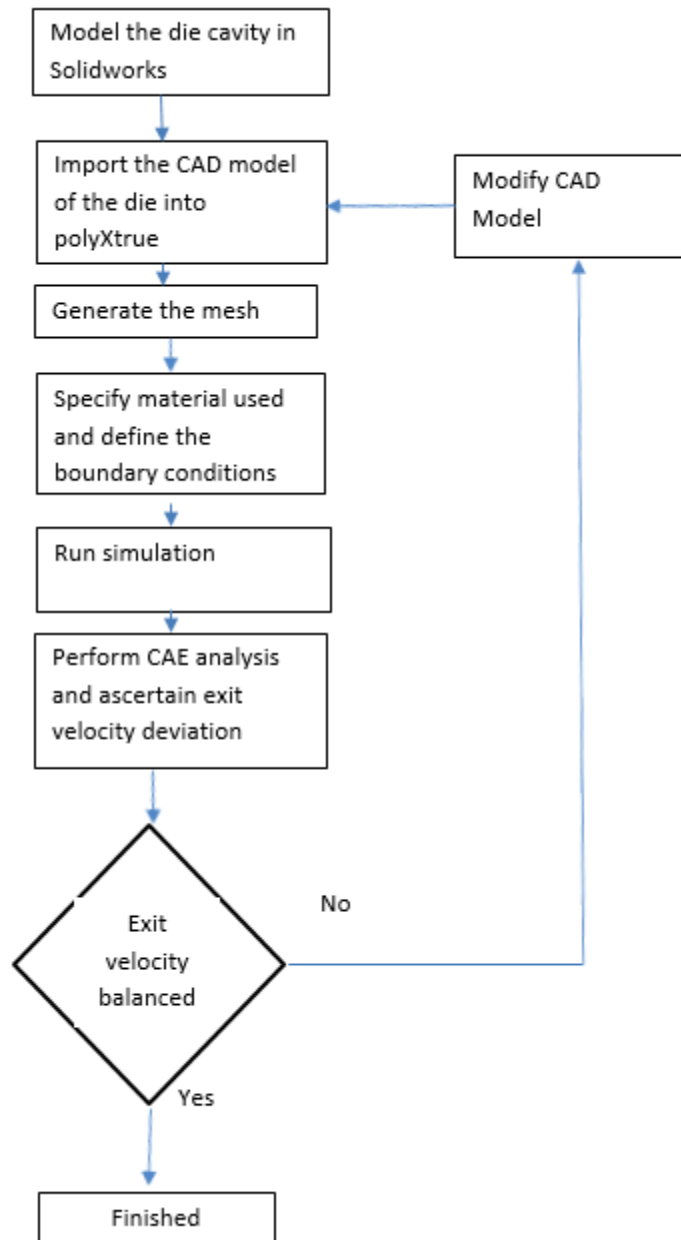 Model the die cavity in
Solidworks
Import the CAD model
of the die into
polyXtrue
Modify CAD
Model
Generate the mesh
Specify material used
and define the
boundary conditions
Run simulation
Perform CAE analysis
and ascertain exit
velocity deviation
No
Exit
velocity
balanced
Yes
Finished